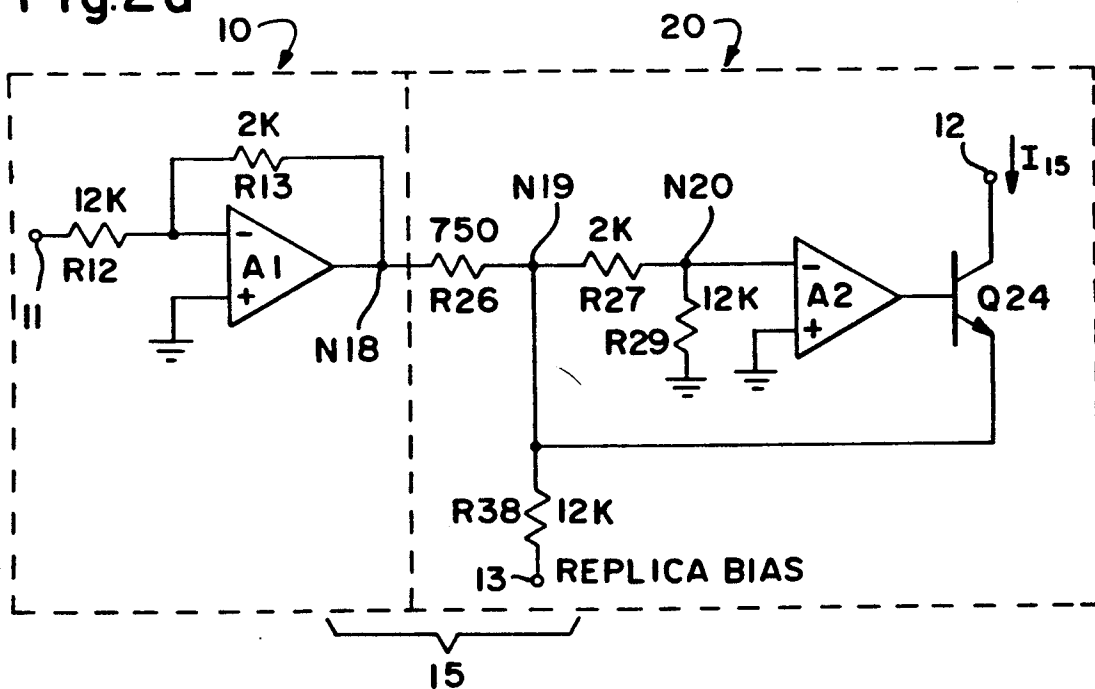 Fig.2a
10
20
2K
R13
12K
R12
11
A1
-
+
N18
750
R26
N19
2K
R27
N20
12K
R29
A2
-
+
12
I15
Q24
R38
12K
13
REPLICA BIAS
15